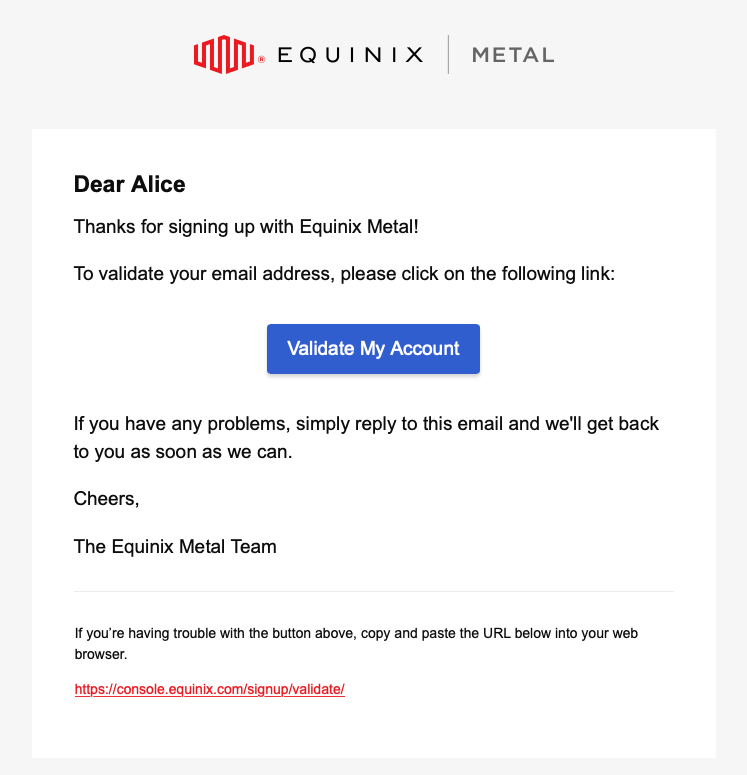 ® EQUINIX | METAL
Dear Alice
Thanks for signing up with Equinix Metal!
To validate your email address, please click on the following link:
Validate My Account
If you have any problems, simply reply to this email and we'll get back
to you as soon as we can.
Cheers,
The Equinix Metal Team
If you’re having trouble with the button above, copy and paste the URL below into your web
browser.
https://console.equinix.com/signup/validate/